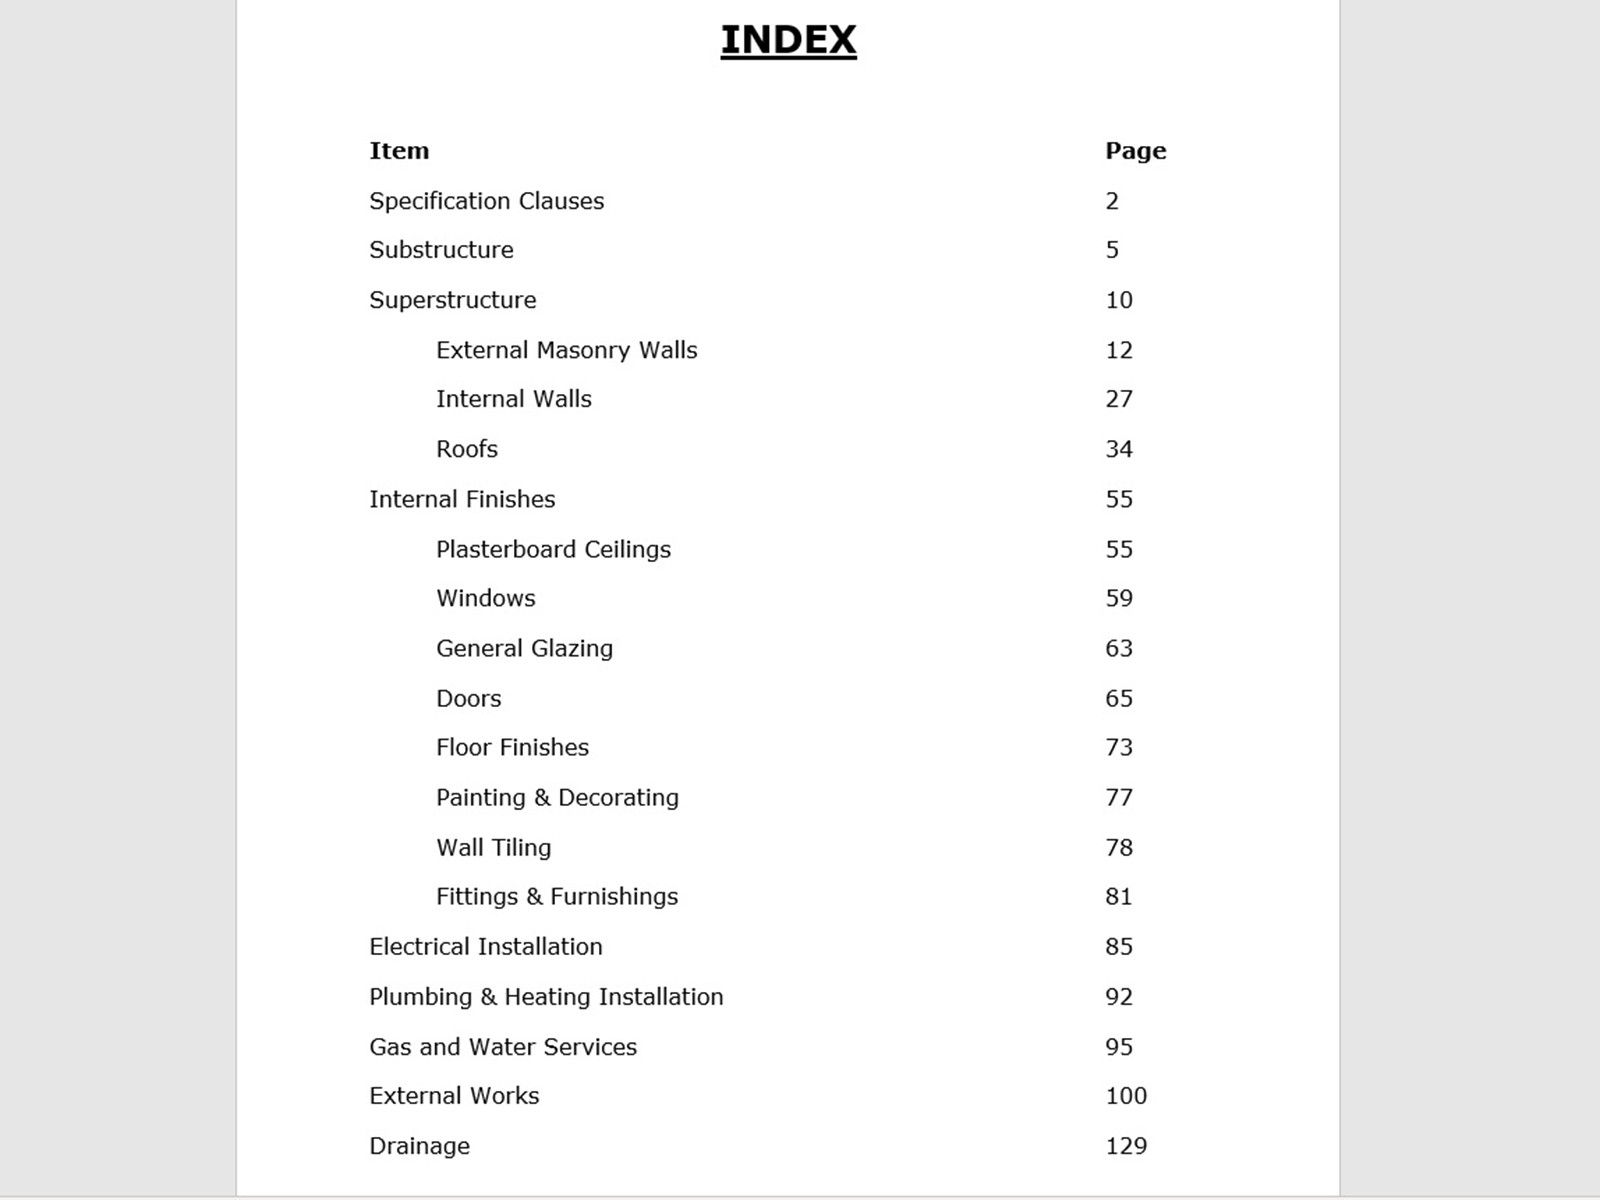 INDEX
Item Page
Specification Clauses 2
Substructure 5
Superstructure 10
External Masonry Walls 12
Internal Walls 27
Roofs 34
Internal Finishes 55
Plasterboard Ceilings 55
Windows 59
General Glazing 63
Doors 65
Floor Finishes 73
Painting & Decorating 77
Wall Tiling 78
Fittings & Furnishings 81
Electrical Installation 85
Plumbing & Heating Installation 92
Gas and Water Services 95
External Works 100
Drainage 129